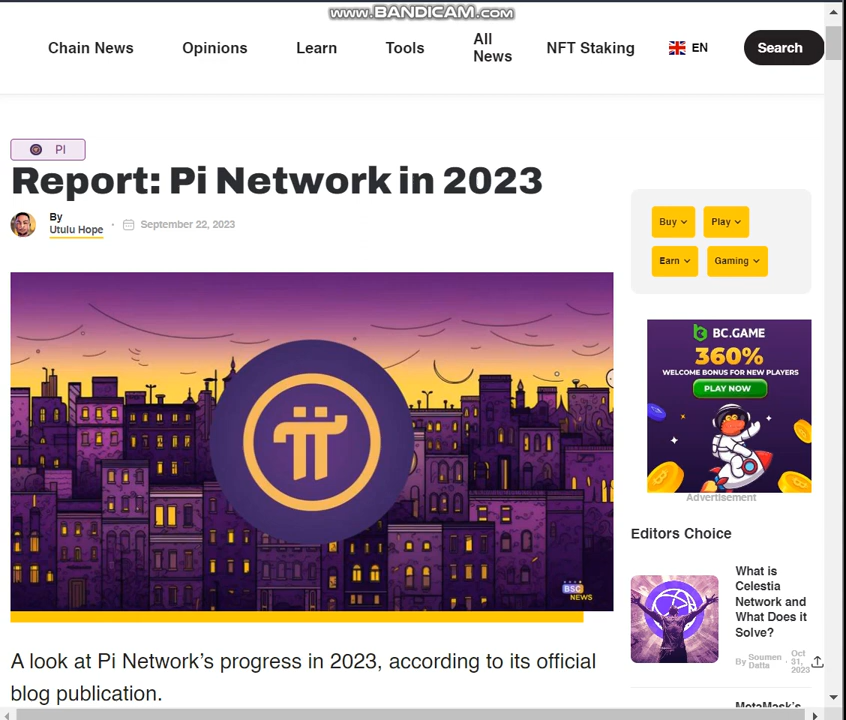 www.BANDICAM.com
Chain News
Opinions
Learn
Tools
All
News
NFT Staking
EN
Search
PI
Report: Pi Network in 2023
By
Utulu Hope
· September 22, 2023
Buy
Play
Earn
Gaming
BC.GAME
360%
WELCOME BONUS FOR NEW PLAYERS
PLAY NOW
Advertisement
BSC
NEWS
Editors Choice
What is
Celestia
Network and
What Does it
Solve?
By Soumen
Datta
· Oct
31,
2023
A look at Pi Network’s progress in 2023, according to its official
blog publication.
MetaMask's